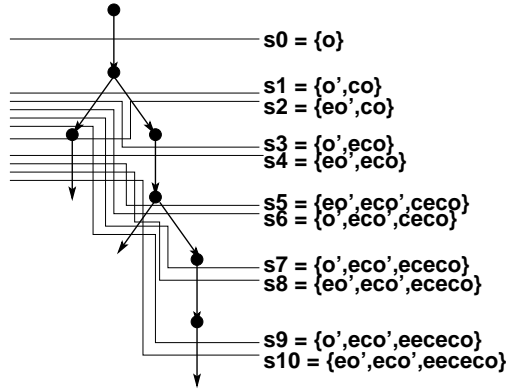 s0 = {o}
s1 = {o’,co}
s2 = {eo’,co}
s3 = {o’,eco}
s4 = {eo’,eco}
s5 = {eo’,eco’,ceco}
s6 = {o’,eco’,ceco}
s7 = {o’,eco’,ececo}
s8 = {eo’,eco’,ececo}
s9 = {o’,eco’,eececo}
s10 = {eo’,eco’,eececo}